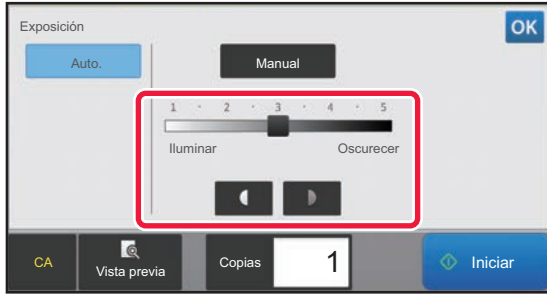 Exposición
OK
Auto.
Manual
1 · 2 · 3 · 4 · 5
Iluminar Oscurecer
CA
Vista previa
Copias
1
Iniciar